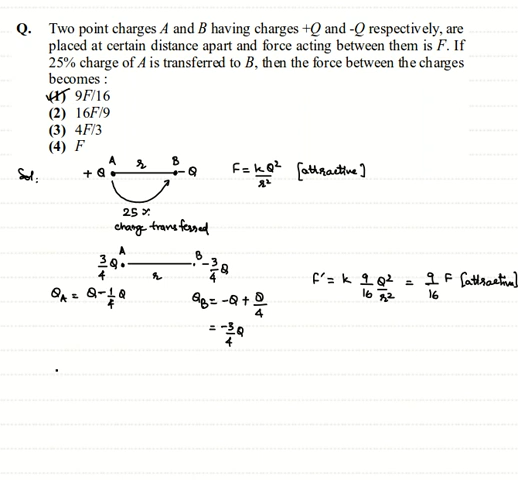 Q. Two point charges A and B having charges +Q and -Q respectively, are
placed at certain distance apart and force acting between them is F. If
25% charge of A is transferred to B, then the force between the charges
becomes :
(1) 9F/16
(2) 16F/9
(3) 4F/3
(4) F
Sol: +Q A r B -Q F = kQ²/r² [attractive]
25 %
charge transferred
3/4 Q A r B -3/4 Q F' = k 9/16 Q²/r² = 9/16 F [attractive]
Q_A = Q - 1/4 Q Q_B = -Q + Q/4
= -3/4 Q